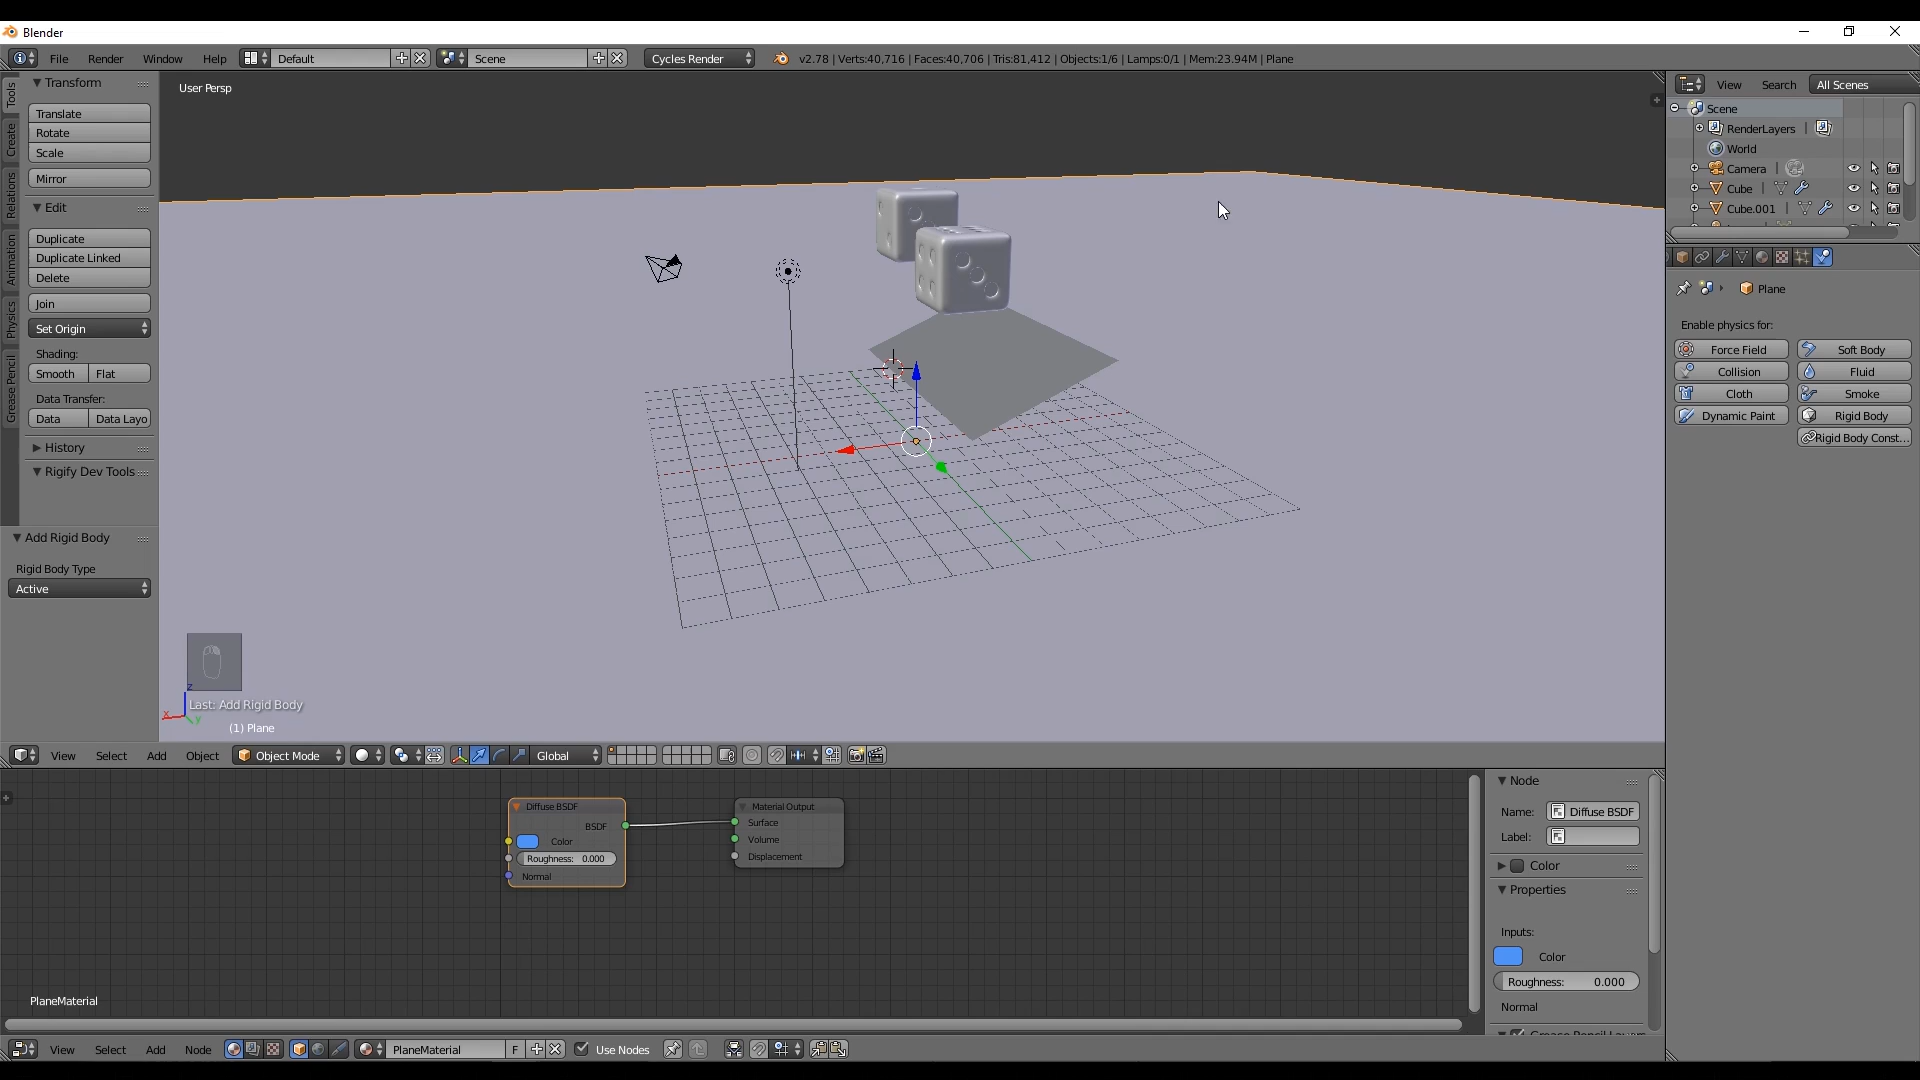 Blender
File Render Window Help Default Scene Cycles Render v2.78 | Verts:40,716 | Faces:40,706 | Tris:81,412 | Objects:1/6 | Lamps:0/1 | Mem:23.94M | Plane
Tools
Create
Relations
Animation
Physics
Grease Pencil
Transform
Translate
Rotate
Scale
Mirror
Edit
Duplicate
Duplicate Linked
Delete
Join
Set Origin
Shading:
Smooth Flat
Data Transfer:
Data Data Layo
History
Rigify Dev Tools
Add Rigid Body
Rigid Body Type
Active
User Persp
z
x
y
Last: Add Rigid Body
(1) Plane
View Select Add Object Object Mode Global
View Search All Scenes
Scene
RenderLayers
World
Camera
Cube
Cube.001
Plane
Enable physics for:
Force Field Soft Body
Collision Fluid
Cloth Smoke
Dynamic Paint Rigid Body
Rigid Body Const...
Diffuse BSDF
BSDF
Color
Roughness: 0.000
Normal
Material Output
Surface
Volume
Displacement
PlaneMaterial
Node
Name: Diffuse BSDF
Label:
Color
Properties
Inputs:
Color
Roughness: 0.000
Normal
View Select Add Node PlaneMaterial F Use Nodes